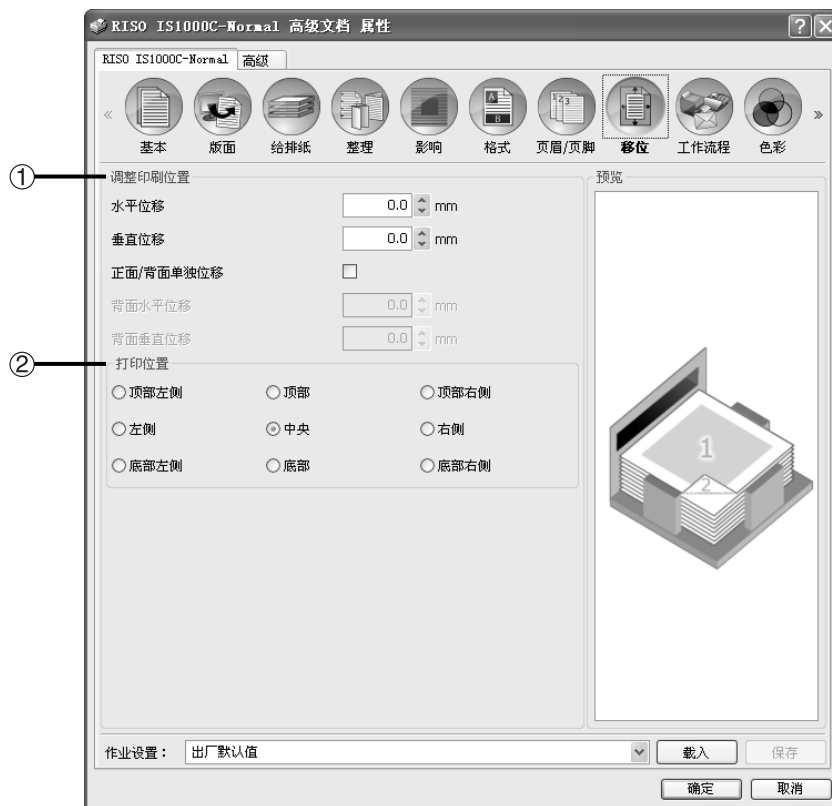 RISO IS1000C-Normal 高级文档 属性
RISO IS1000C-Normal 高级
« 基本 版面 给排纸 整理 影响 格式 页眉/页脚 移位 工作流程 色彩 »
A
B
123
① 调整印刷位置
水平位移 0.0 mm
垂直位移 0.0 mm
正面/背面单独位移
背面水平位移 0.0 mm
背面垂直位移 0.0 mm
② 打印位置
顶部左侧 顶部 顶部右侧
左侧 中央 右侧
底部左侧 底部 底部右侧
预览
1
2
作业设置： 出厂默认值 载入 保存
确定 取消